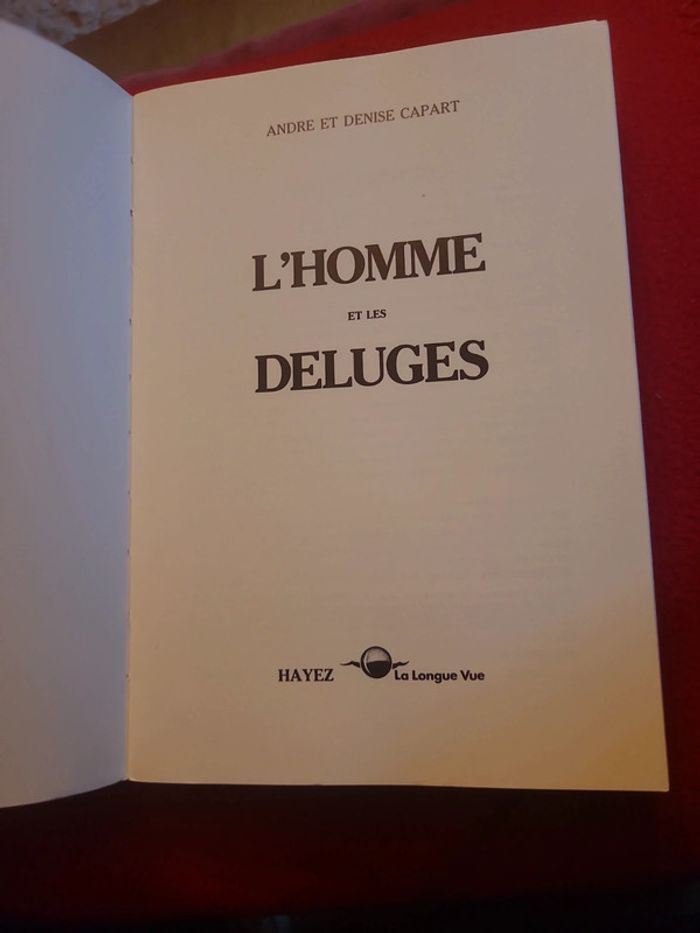 ANDRE ET DENISE CAPART
L'HOMME
ET LES
DELUGES
HAYEZ La Longue Vue